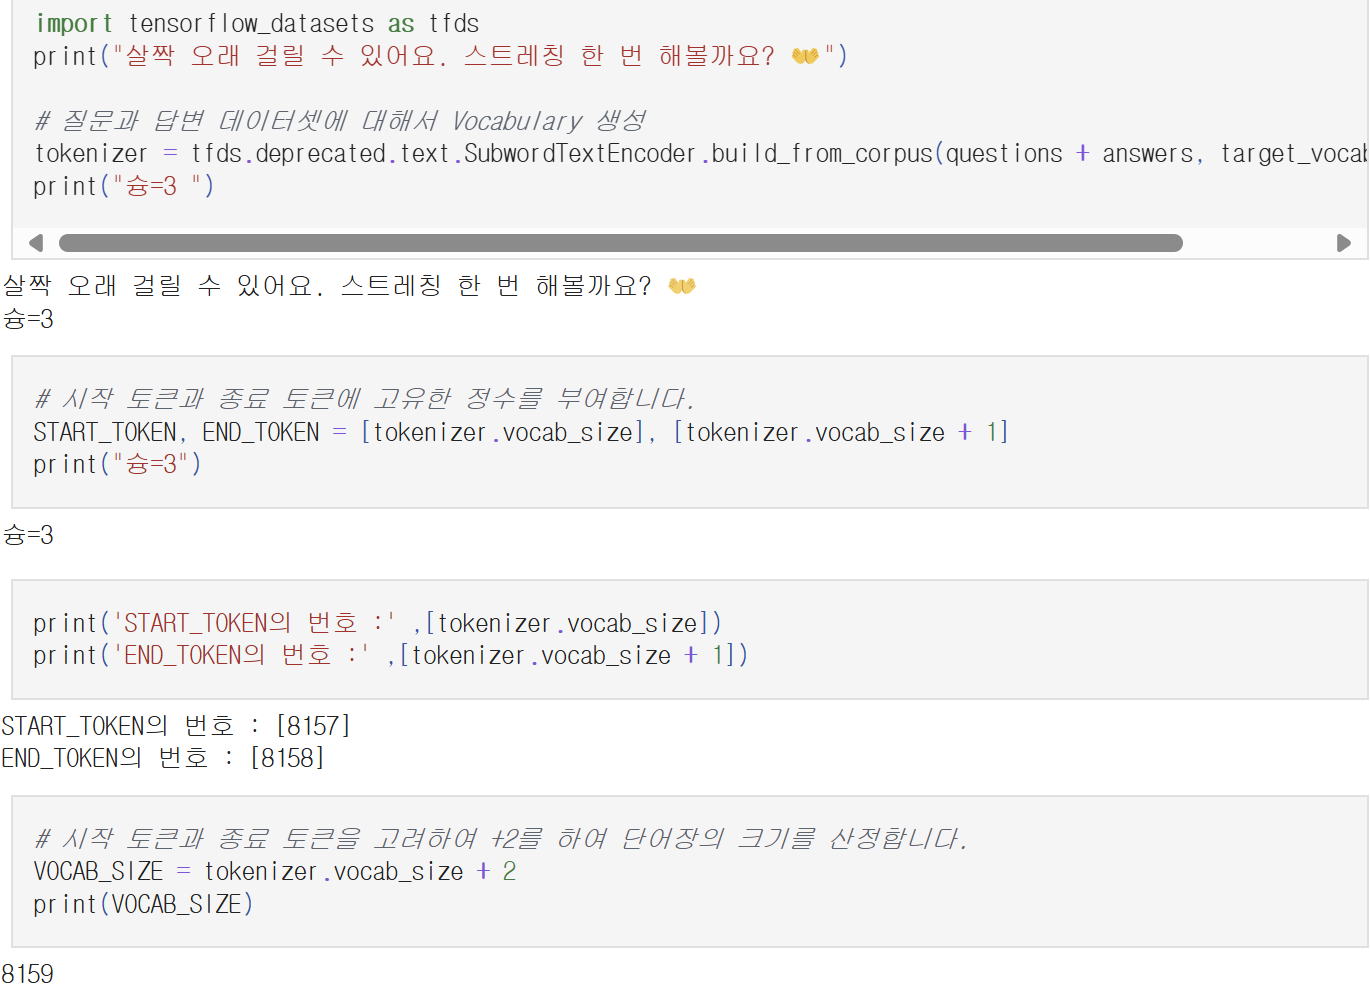 import tensorflow_datasets as tfds
print("살짝 오래 걸릴 수 있어요. 스트레칭 한 번 해볼까요? 👐")
# 질문과 답변 데이터셋에 대해서 Vocabulary 생성
tokenizer = tfds.deprecated.text.SubwordTextEncoder.build_from_corpus(questions + answers, target_vocab
print("슝=3 ")
살짝 오래 걸릴 수 있어요. 스트레칭 한 번 해볼까요? 👐
슝=3
# 시작 토큰과 종료 토큰에 고유한 정수를 부여합니다.
START_TOKEN, END_TOKEN = [tokenizer.vocab_size], [tokenizer.vocab_size + 1]
print("슝=3")
슝=3
print('START_TOKEN의 번호 :' ,[tokenizer.vocab_size])
print('END_TOKEN의 번호 :' ,[tokenizer.vocab_size + 1])
START_TOKEN의 번호 : [8157]
END_TOKEN의 번호 : [8158]
# 시작 토큰과 종료 토큰을 고려하여 +2를 하여 단어장의 크기를 산정합니다.
VOCAB_SIZE = tokenizer.vocab_size + 2
print(VOCAB_SIZE)
8159